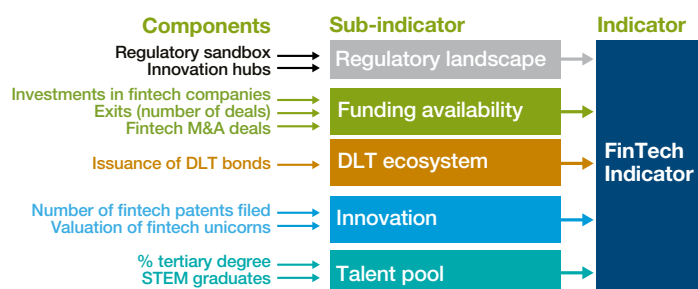 Components
Sub-indicator
Indicator
Regulatory sandbox
Innovation hubs
Regulatory landscape
Investments in fintech companies
Exits (number of deals)
Fintech M&A deals
Funding availability
Issuance of DLT bonds
DLT ecosystem
FinTech
Indicator
Number of fintech patents filed
Valuation of fintech unicorns
Innovation
% tertiary degree
STEM graduates
Talent pool